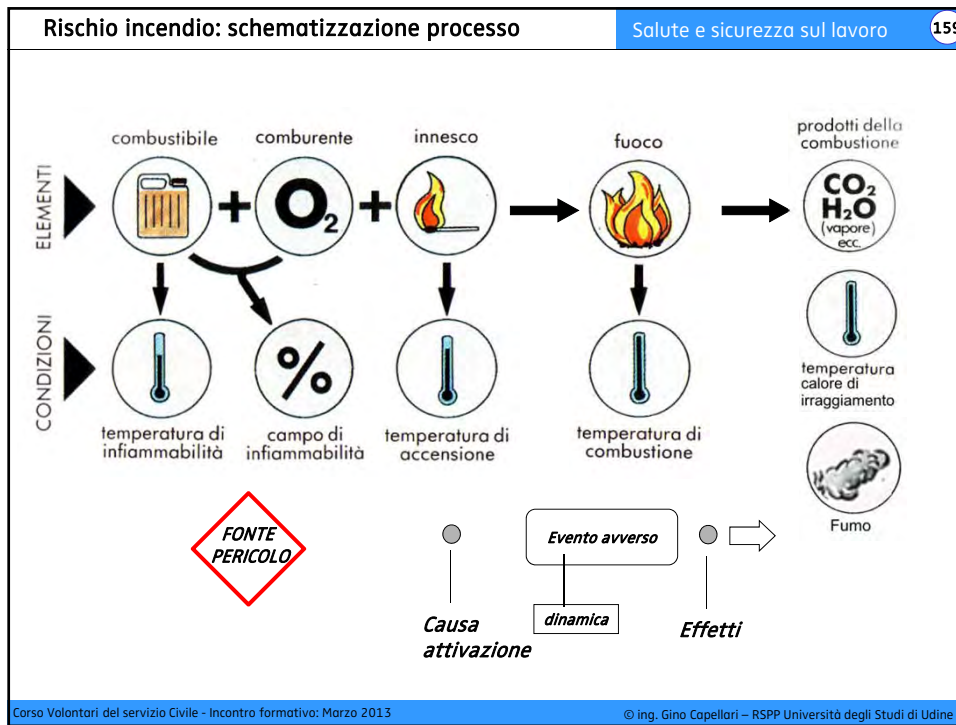 Rischio incendio: schematizzazione processo
Salute e sicurezza sul lavoro
159
ELEMENTI
combustibile
+
comburente
O₂
+
innesco
fuoco
prodotti della
combustione
CO₂
H₂O
(vapore)
ecc.
CONDIZIONI
temperatura di
infiammabilità
%
campo di
infiammabilità
temperatura di
accensione
temperatura di
combustione
temperatura
calore di
irraggiamento
Fumo
FONTE
PERICOLO
Causa
attivazione
Evento avverso
dinamica
Effetti
Corso Volontari del servizio Civile - Incontro formativo: Marzo 2013
© ing. Gino Capellari – RSPP Università degli Studi di Udine